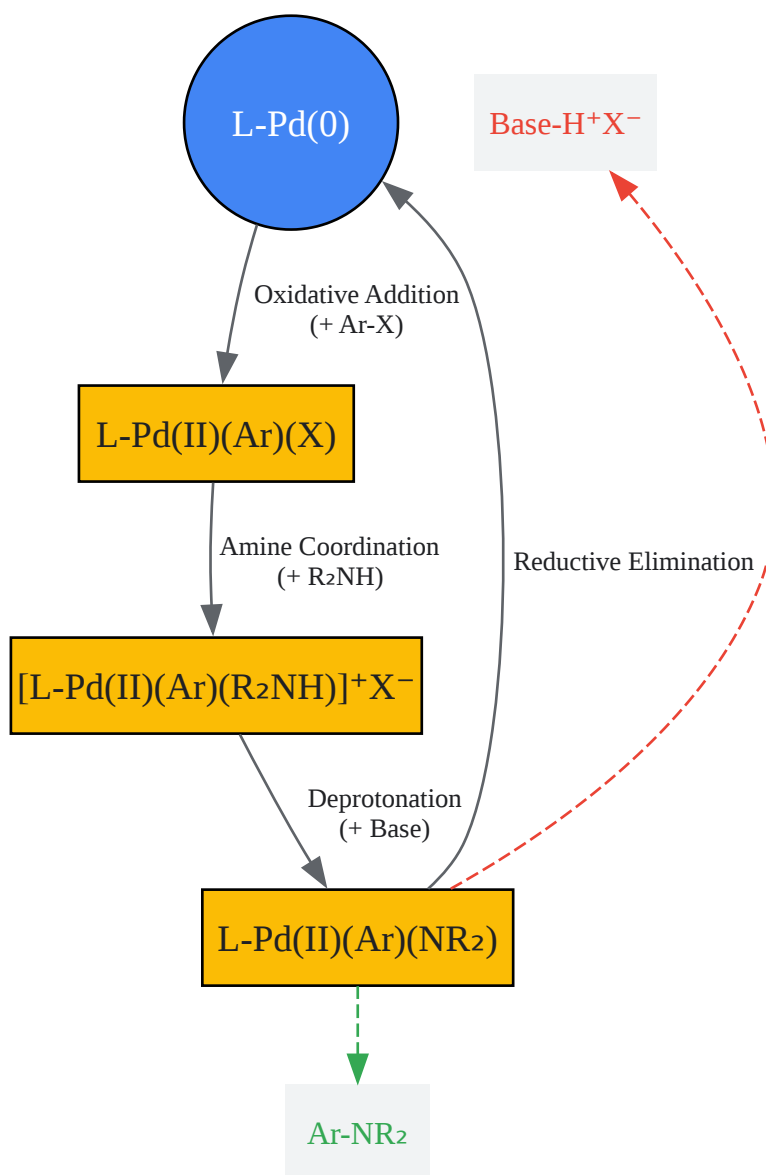 L-Pd(0)
Base-H⁺X⁻
Oxidative Addition
(+ Ar-X)
L-Pd(II)(Ar)(X)
Amine Coordination
(+ R₂NH)
Reductive Elimination
[L-Pd(II)(Ar)(R₂NH)]⁺X⁻
Deprotonation
(+ Base)
L-Pd(II)(Ar)(NR₂)
Ar-NR₂